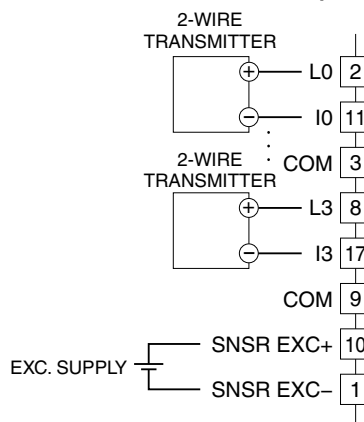 2-WIRE
TRANSMITTER
+ L0 2
− I0 11
COM 3
2-WIRE
TRANSMITTER
+ L3 8
− I3 17
COM 9
SNSR EXC+ 10
EXC. SUPPLY
SNSR EXC− 1